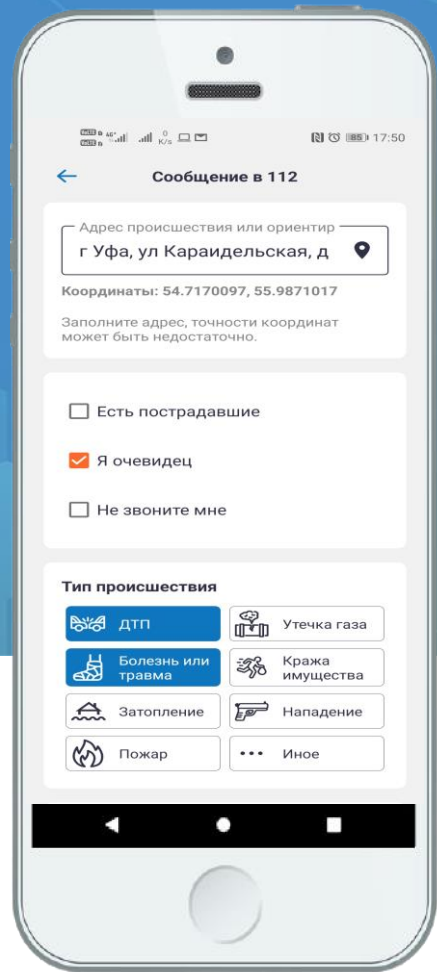 4G
0
K/s
17:50
Сообщение в 112
Адрес происшествия или ориентир
г Уфа, ул Караидельская, д
Координаты: 54.7170097, 55.9871017
Заполните адрес, точности координат
может быть недостаточно.
Есть пострадавшие
Я очевидец
Не звоните мне
Тип происшествия
ДТП
Утечка газа
Болезнь или
травма
Кража
имущества
Затопление
Нападение
Пожар
Иное